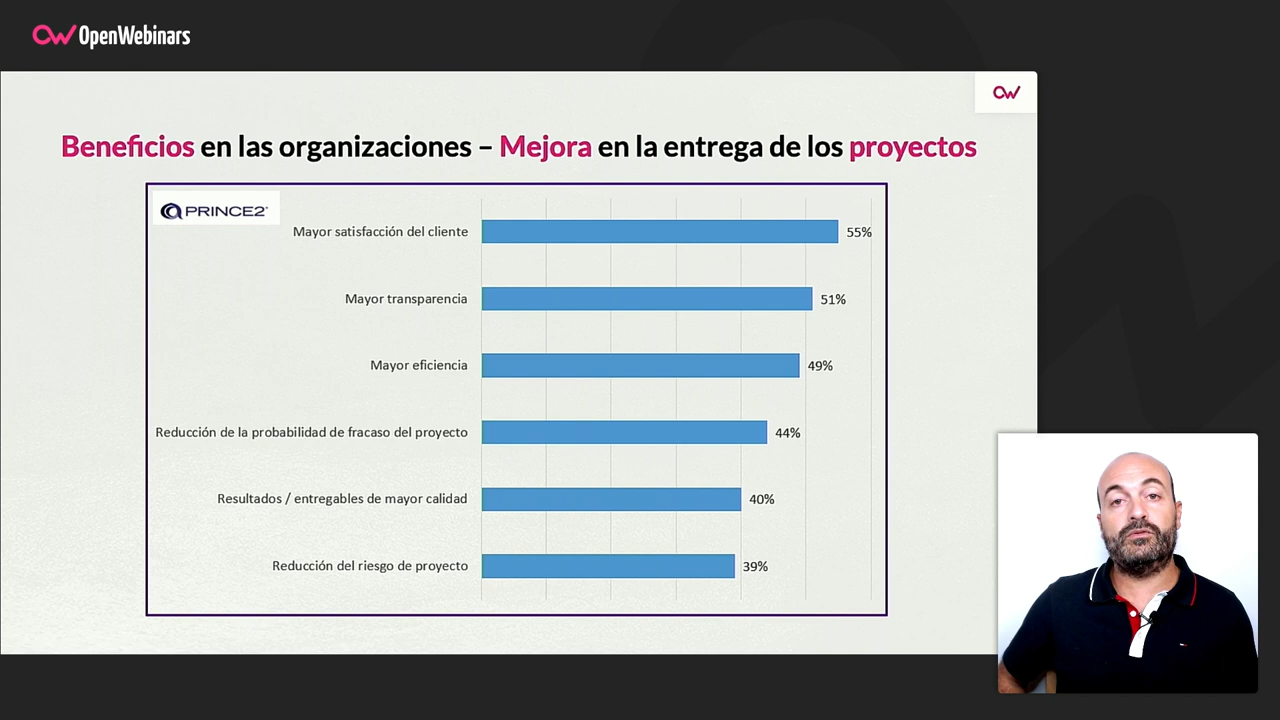 OpenWebinars
Beneficios en las organizaciones – Mejora en la entrega de los proyectos
PRINCE2®
Mayor satisfacción del cliente 55%
Mayor transparencia 51%
Mayor eficiencia 49%
Reducción de la probabilidad de fracaso del proyecto 44%
Resultados / entregables de mayor calidad 40%
Reducción del riesgo de proyecto 39%